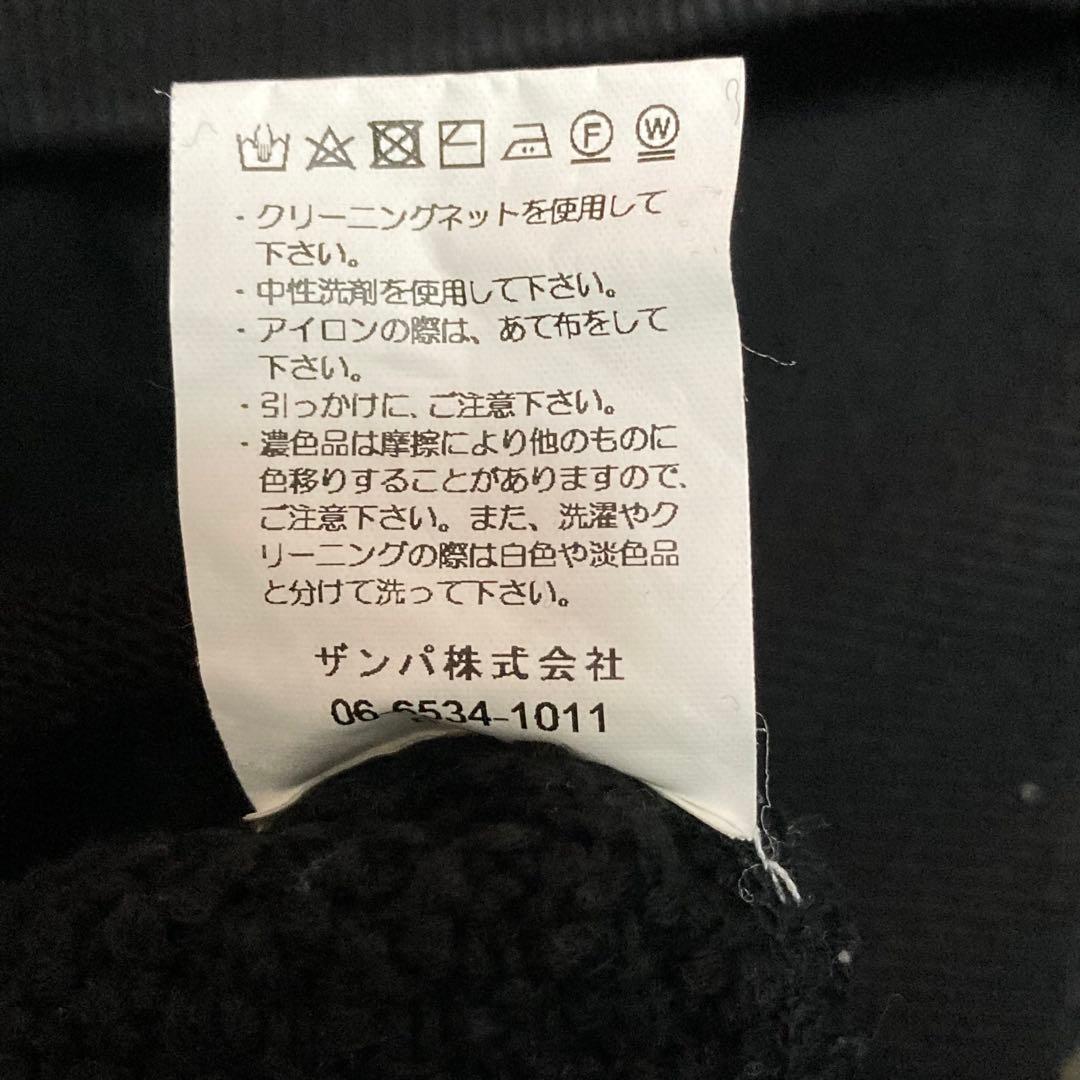 F W
・クリーニングネットを使用して
下さい。
・中性洗剤を使用して下さい。
・アイロンの際は、あて布をして
下さい。
・引っかけに、ご注意下さい。
・濃色品は摩擦により他のものに
色移りすることがありますので、
ご注意下さい。また、洗濯やク
リーニングの際は白色や淡色品
と分けて洗って下さい。
ザンパ株式会社
06-6534-1011